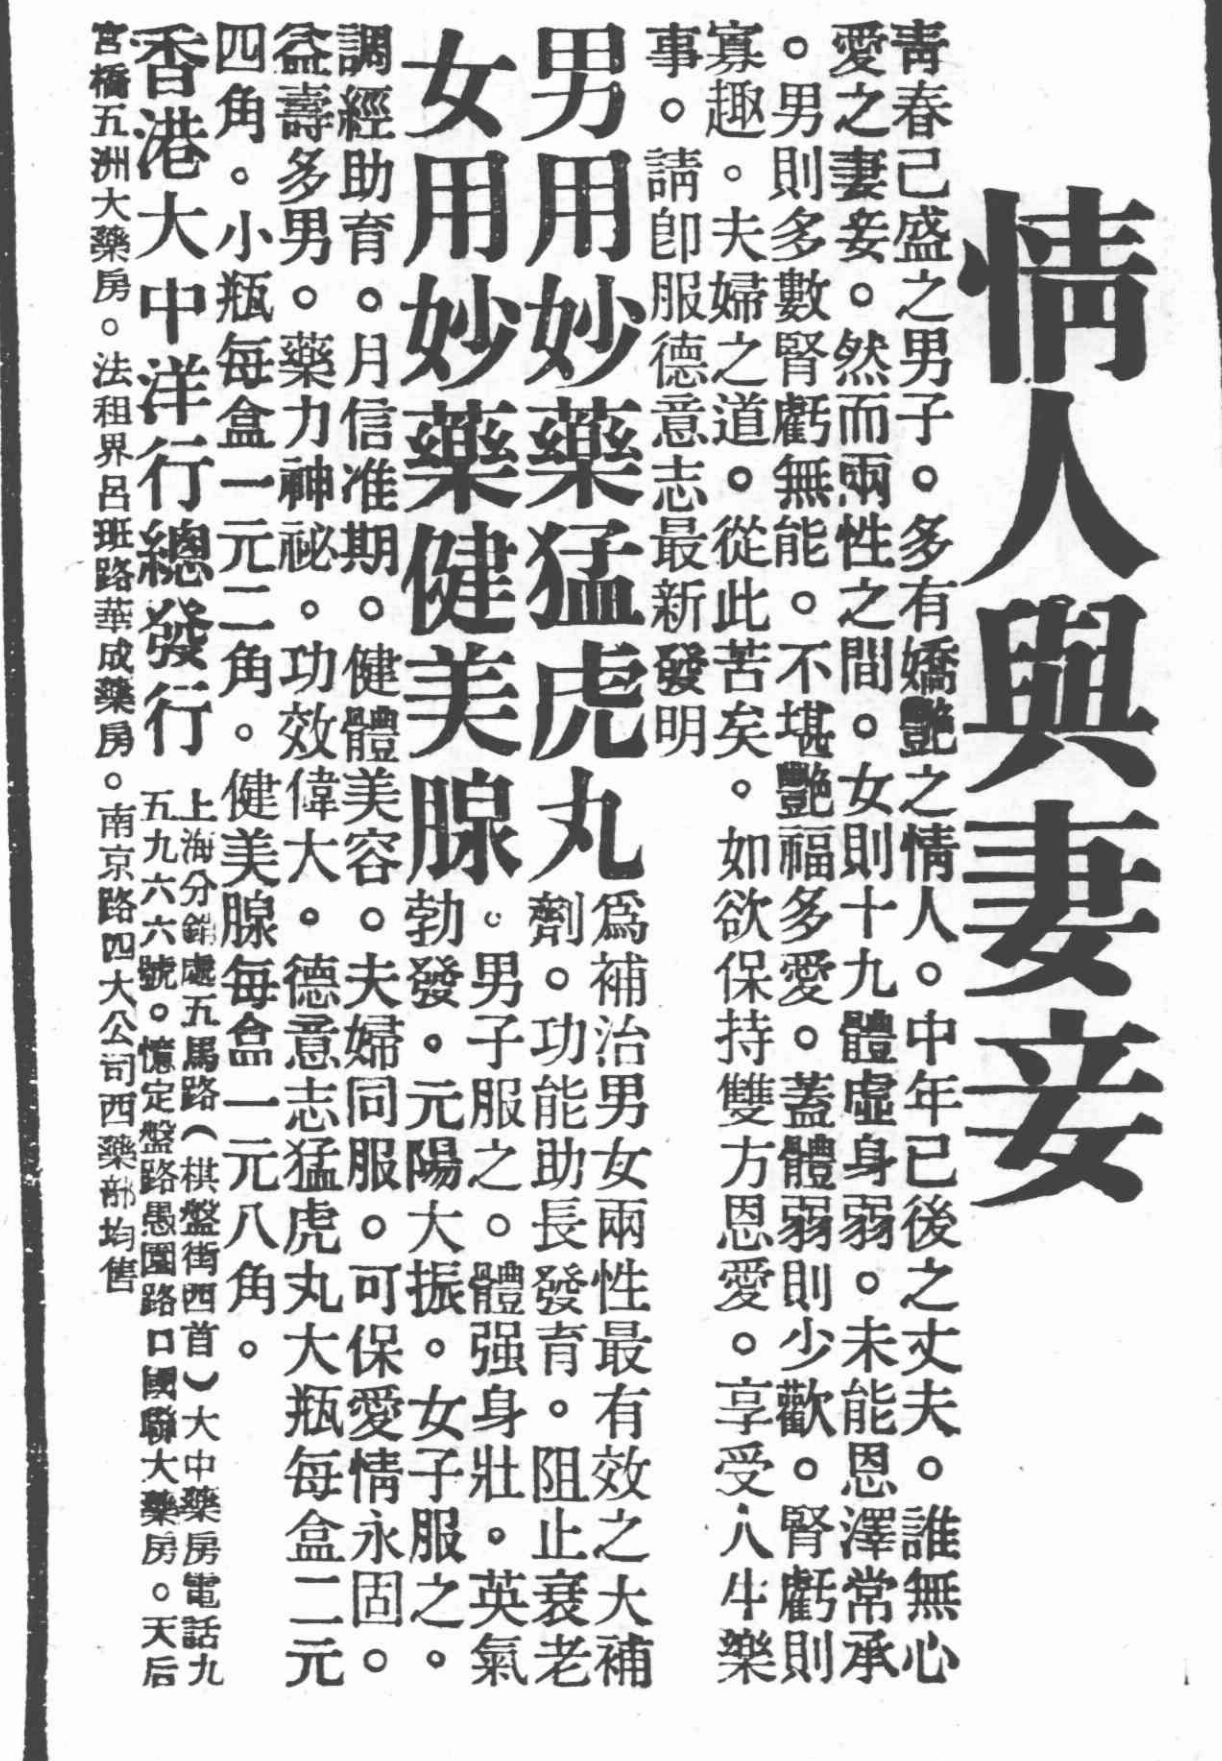 情人與妻妾
靑春已盛之男子。多有嬌艷之情人。中年已後之丈夫。誰無心
愛之妻妾。然而兩性之間。女則十九體虛身弱。未能恩澤常承
。男則多數腎虧無能。不堪艷福多愛。蓋體弱則少歡。腎虧則
寡趣。夫婦之道。從此苦矣。如欲保持雙方恩愛。享受人生樂
事。請卽服德意志最新發明
男用妙藥猛虎丸
女用妙藥健美腺
爲補治男女兩性最有效之大補
劑。功能助長發育。阻止衰老
。男子服之。體强身壯。英氣
勃發。元陽大振。女子服之。
調經助育。月信准期。健體美容。夫婦同服。可保愛情永固。
益壽多男。藥力神祕。功效偉大。德意志猛虎丸大瓶每盒二元
四角。小瓶每盒一元二角。健美腺每盒一元八角。
香港大中洋行總發行
上海分銷處五馬路(棋盤街西首)大中藥房電話九
五九六六號。憶定盤路愚園路口國聯大藥房。天后
宮橋五洲大藥房。法租界呂班路華成藥房。南京路四大公司西藥部均售